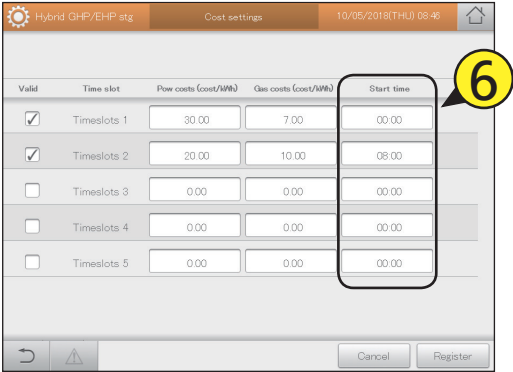 Hybrid GHP/EHP stg Cost settings 10/05/2018(THU) 08:46
6
Valid Time slot Pow costs (cost/kWh) Gas costs (cost/kWh) Start time
Timeslots 1 30.00 7.00 00:00
Timeslots 2 20.00 10.00 08:00
Timeslots 3 0.00 0.00 00:00
Timeslots 4 0.00 0.00 00:00
Timeslots 5 0.00 0.00 00:00
Cancel Register